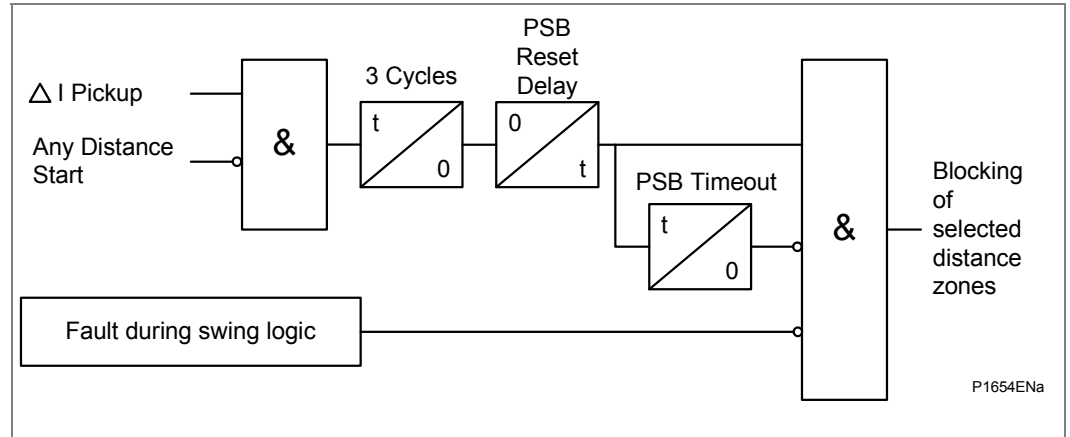 PSB
Reset
Delay
3 Cycles
△ I Pickup
Any Distance
Start
&
t
0
0
t
PSB Timeout
t
0
&
Blocking
of
selected
distance
zones
Fault during swing logic
P1654ENa